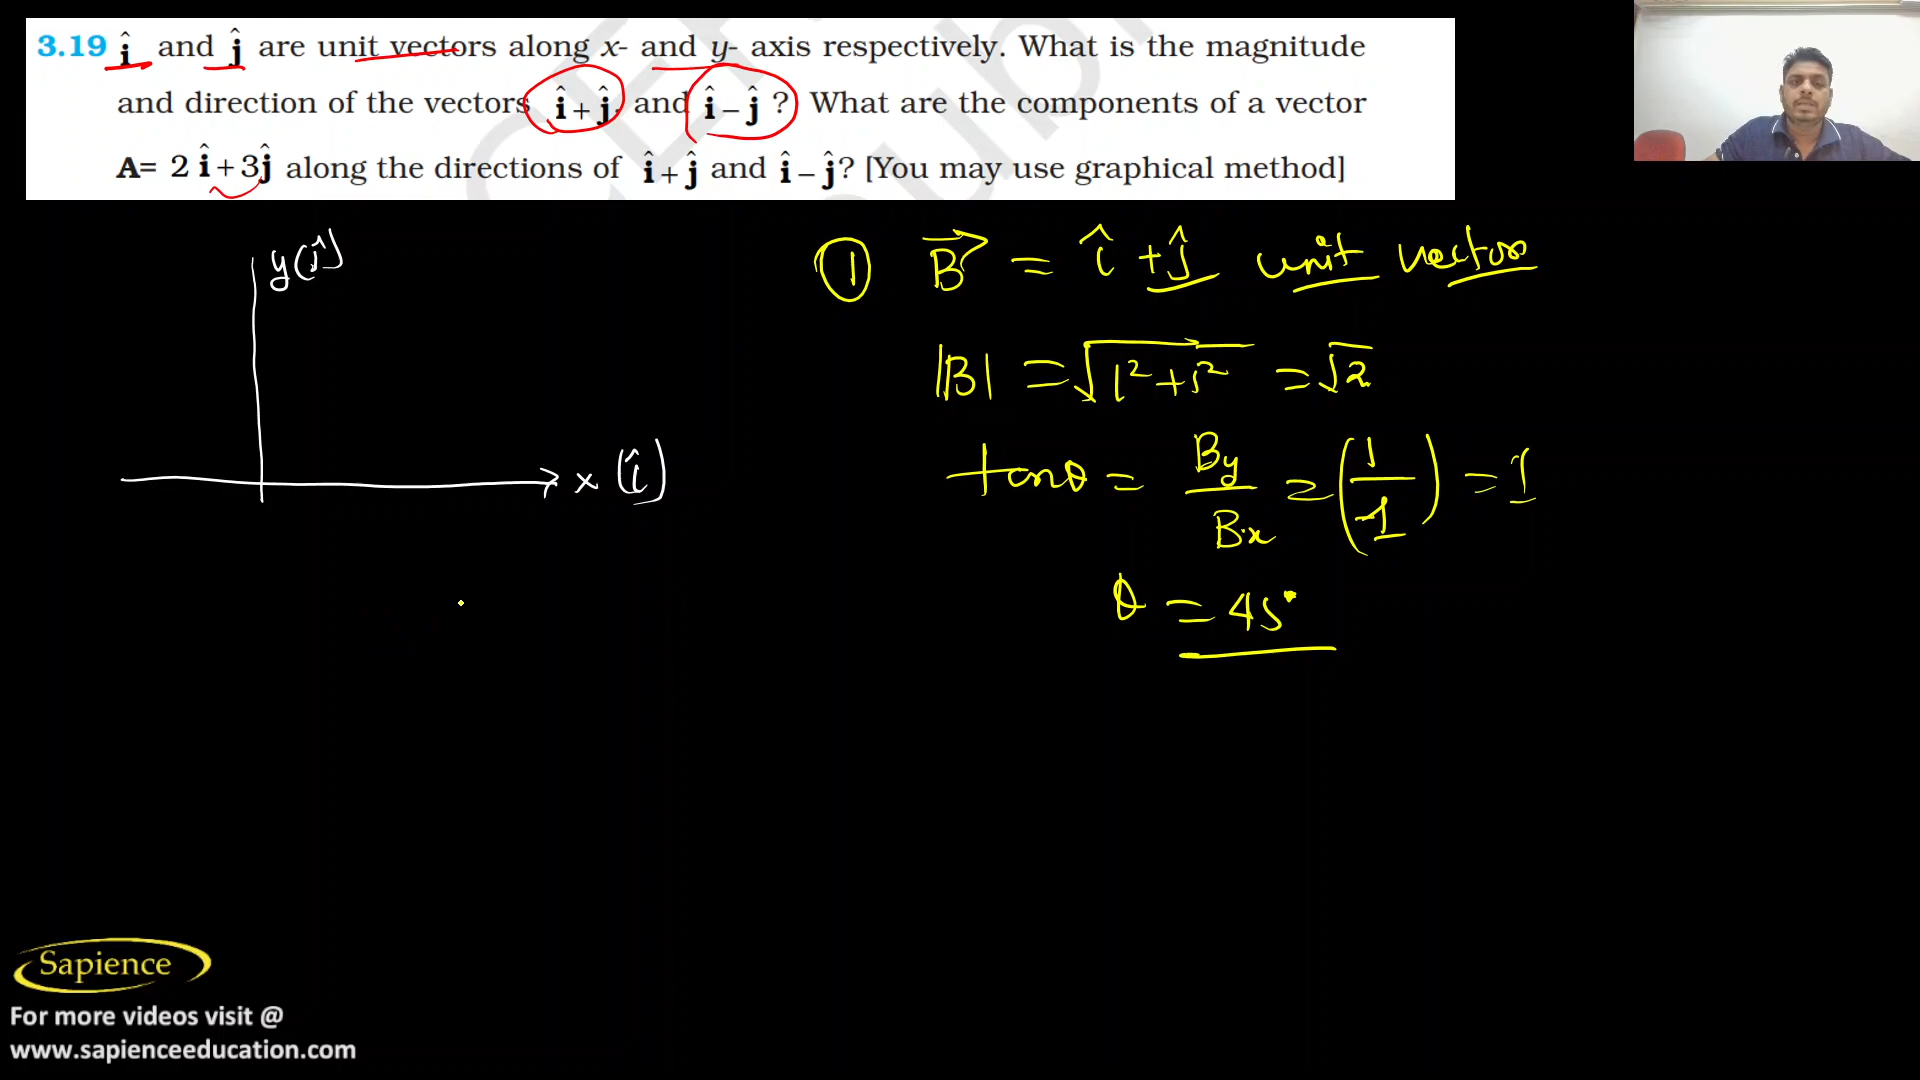 3.19 î and ĵ are unit vectors along x- and y- axis respectively. What is the magnitude
and direction of the vectors î + ĵ, and î − ĵ ? What are the components of a vector
A= 2 î + 3ĵ along the directions of î + ĵ and î − ĵ? [You may use graphical method]
y(ĵ)
x (î)
① B⃗ = î + ĵ unit vector
|B| = √(1² + 1²) = √2
tanθ = By/Bx = (1/1) = 1
θ = 45°
Sapience
For more videos visit @
www.sapienceeducation.com